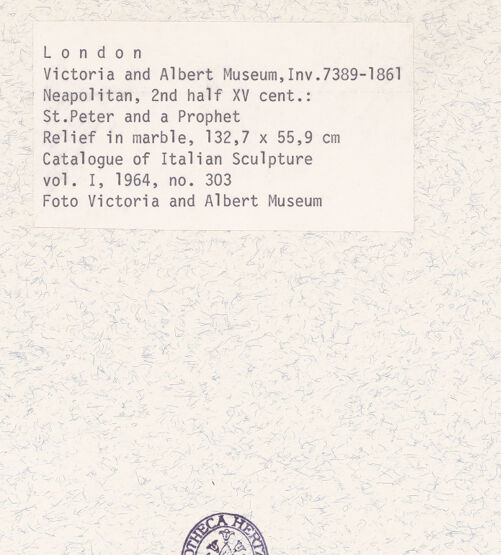 London
Victoria and Albert Museum,Inv.7389-1861
Neapolitan, 2nd half XV cent.:
St.Peter and a Prophet
Relief in marble, 132,7 x 55,9 cm
Catalogue of Italian Sculpture
vol. I, 1964, no. 303
Foto Victoria and Albert Museum